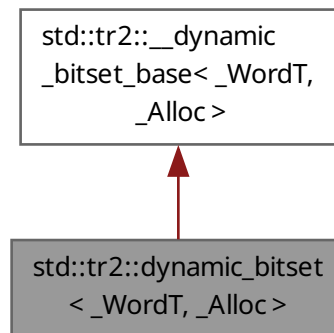 std::tr2::__dynamic
_bitset_base< _WordT,
_Alloc >
std::tr2::dynamic_bitset
< _WordT, _Alloc >